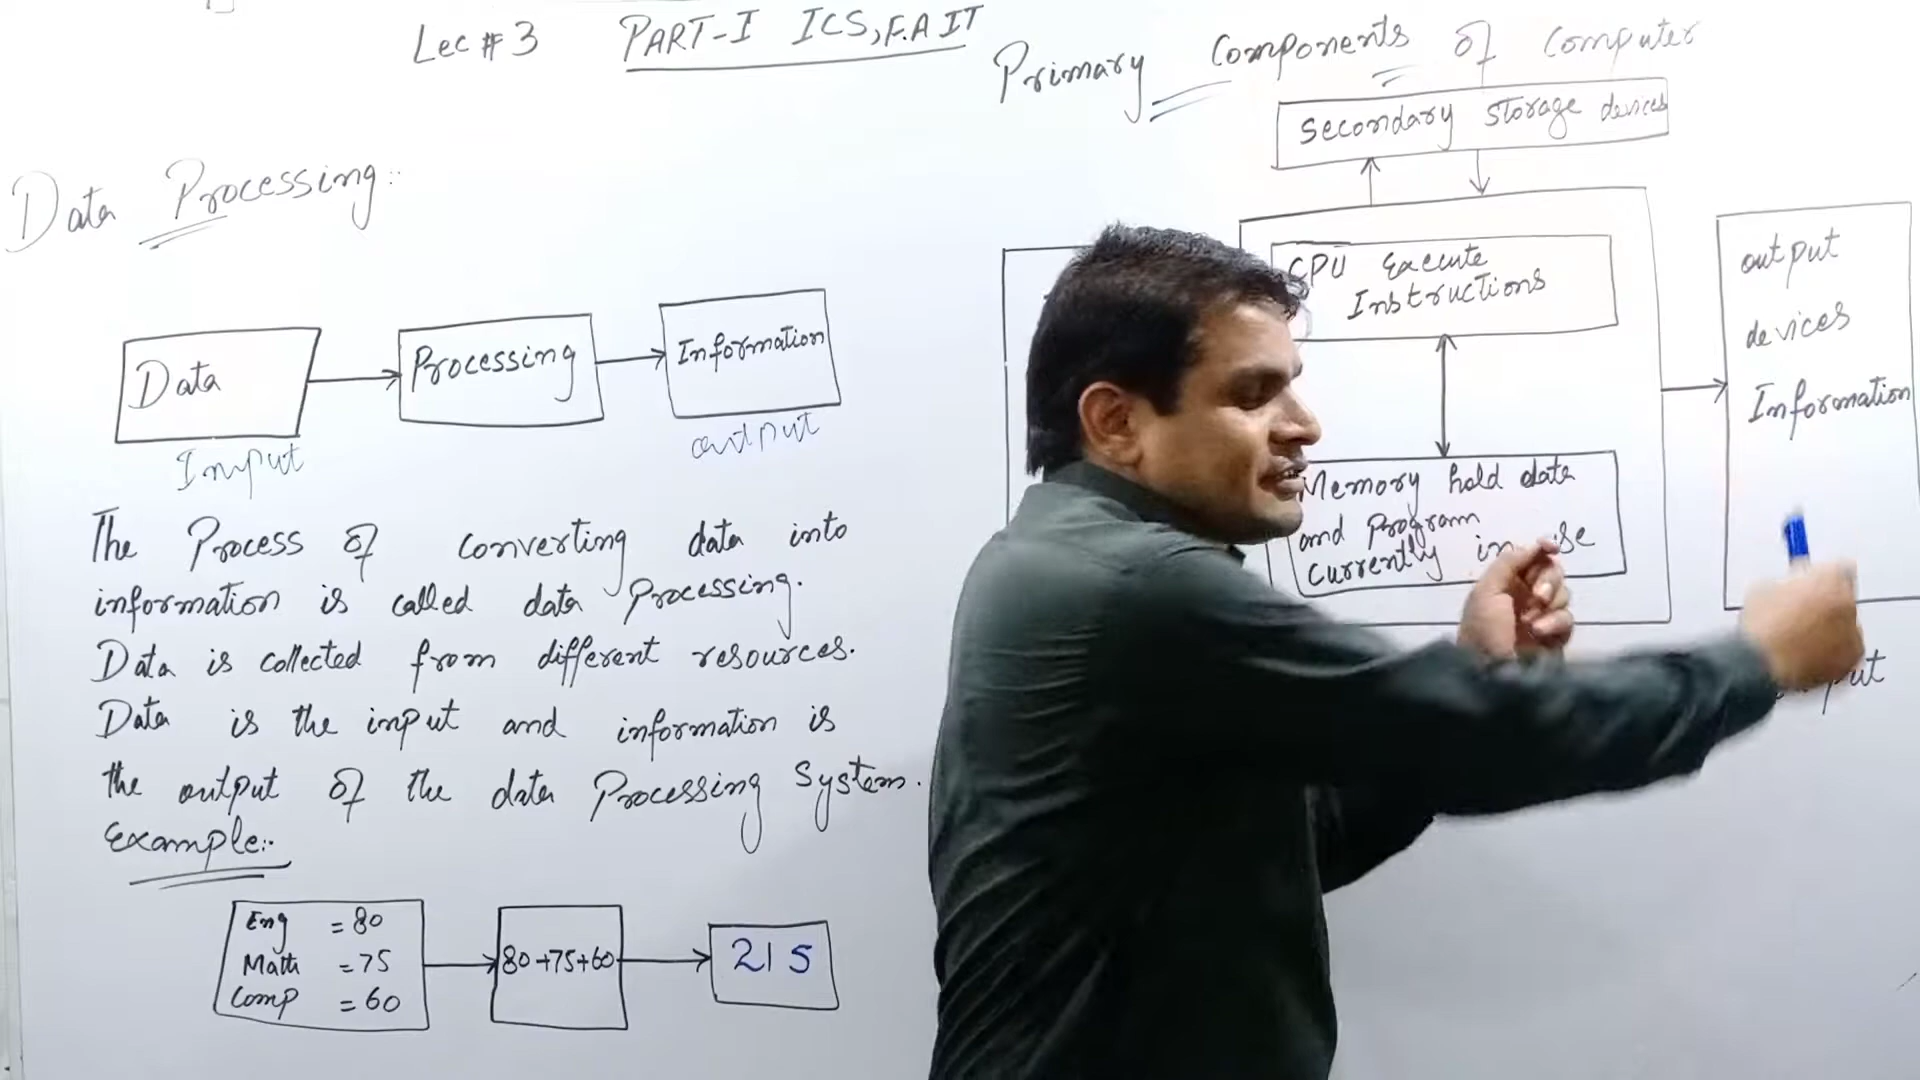 Lec # 3 PART-I ICS, F.A IT
Data Processing:-
Data
Processing
Information
Input
output
The Process of converting data into
information is called data Processing.
Data is collected from different resources.
Data is the input and information is
the output of the data Processing System.
Example:-
Eng = 80
Math = 75
Comp = 60
80+75+60
215
Primary Components of Computer
Secondary storage devices
CPU Execute
Instructions
Memory hold data
and Program
Currently in use
output
devices
Information